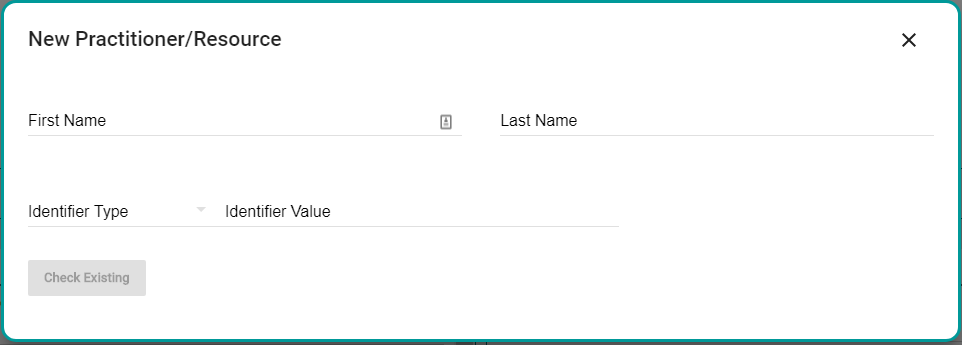 New Practitioner/Resource
First Name
Last Name
Identifier Type
Identifier Value
Check Existing